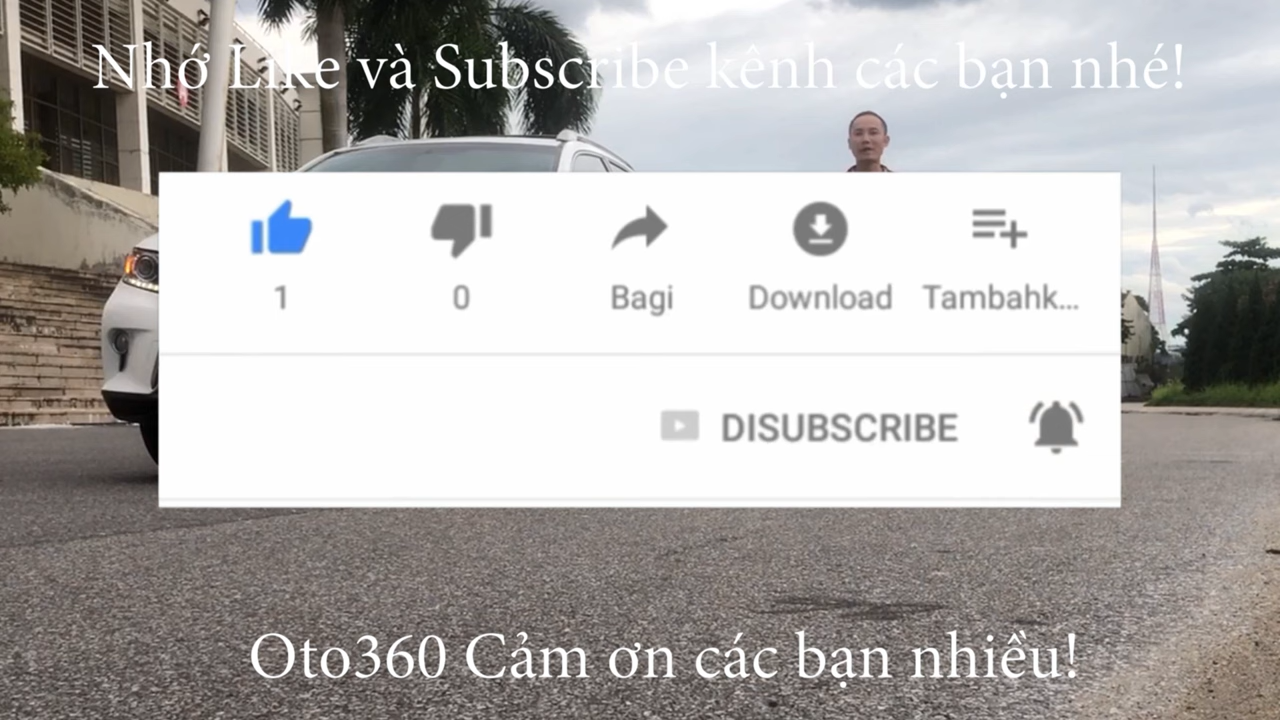 Nhớ Like và Subscribe kênh các bạn nhé!
1
0
Bagi
Download
Tambahk...
DISUBSCRIBE
Oto360 Cảm ơn các bạn nhiều!